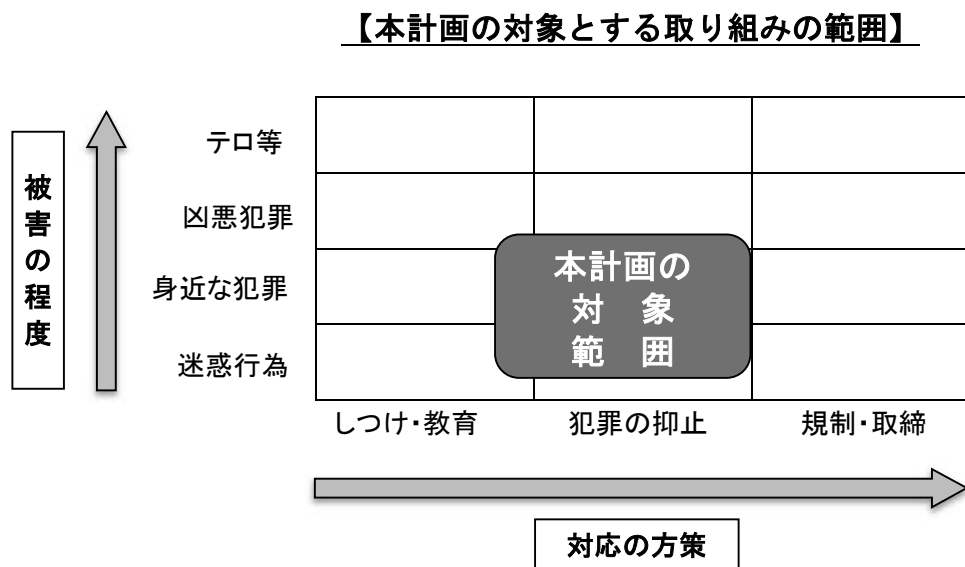 【本計画の対象とする取り組みの範囲】
被害の程度
テロ等
凶悪犯罪
身近な犯罪
迷惑行為
本計画の
対 象
範 囲
しつけ・教育 犯罪の抑止 規制・取締
対応の方策